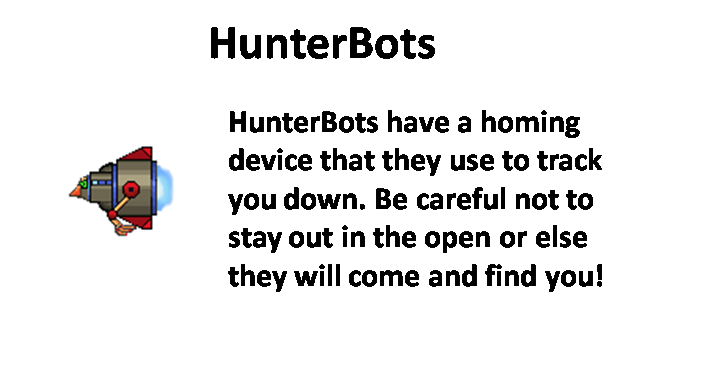 HunterBots
HunterBots have a homing
device that they use to track
you down. Be careful not to
stay out in the open or else
they will come and find you!